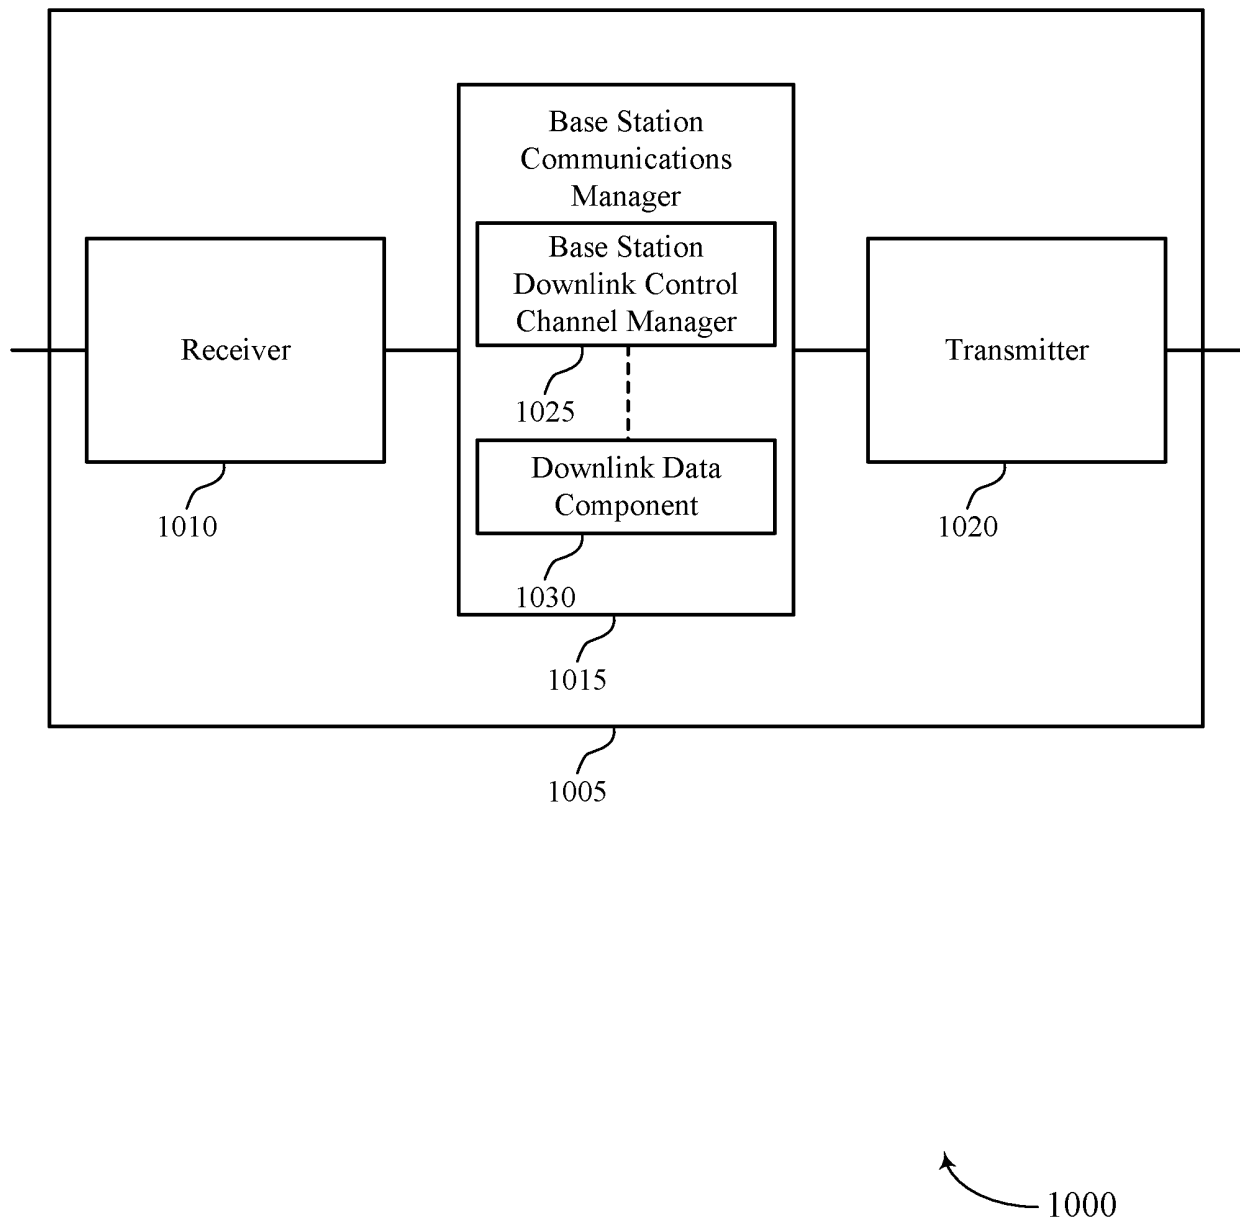 Base Station
Communications
Manager
Base Station
Downlink Control
Channel Manager
Receiver
Transmitter
1025
Downlink Data
Component
1010
1020
1030
1015
1005
1000